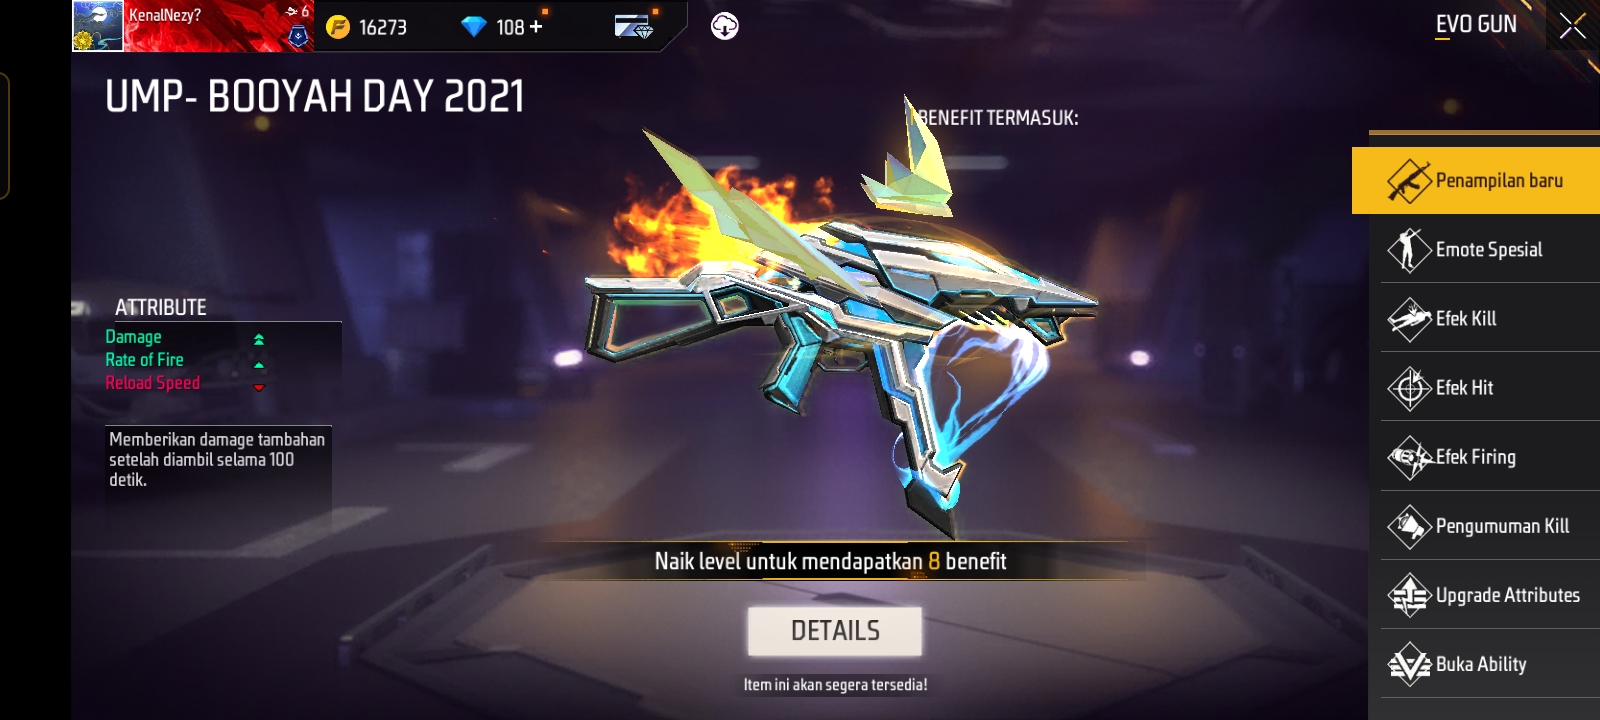 KenalNezy?
6
16273
108 +
EVO GUN
UMP- BOOYAH DAY 2021
BENEFIT TERMASUK:
Penampilan baru
Emote Spesial
Efek Kill
Efek Hit
Efek Firing
Pengumuman Kill
Upgrade Attributes
Buka Ability
ATTRIBUTE
Damage
Rate of Fire
Reload Speed
Memberikan damage tambahan
setelah diambil selama 100
detik.
Naik level untuk mendapatkan 8 benefit
DETAILS
Item ini akan segera tersedia!